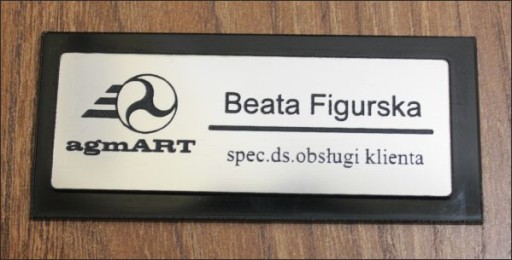 agmART
Beata Figurska
spec.ds.obsługi klienta